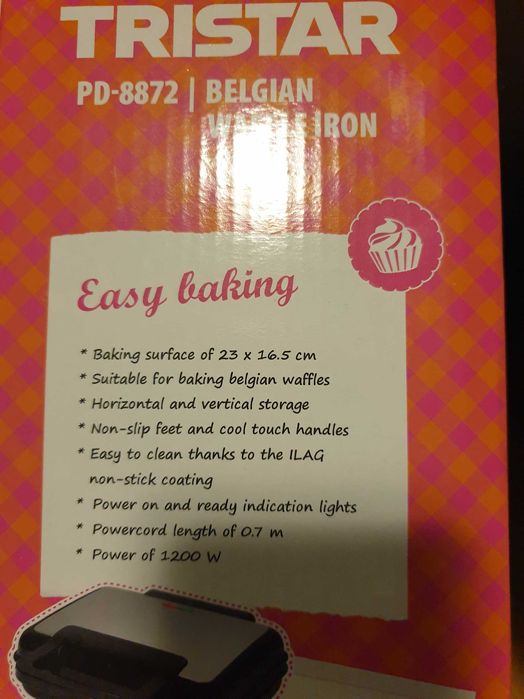 TRISTAR
PD-8872 | BELGIAN
WAFFLE IRON
Easy baking
* Baking surface of 23 x 16.5 cm
* Suitable for baking belgian waffles
* Horizontal and vertical storage
* Non-slip feet and cool touch handles
* Easy to clean thanks to the ILAG
non-stick coating
* Power on and ready indication lights
* Powercord length of 0.7 m
* Power of 1200 W